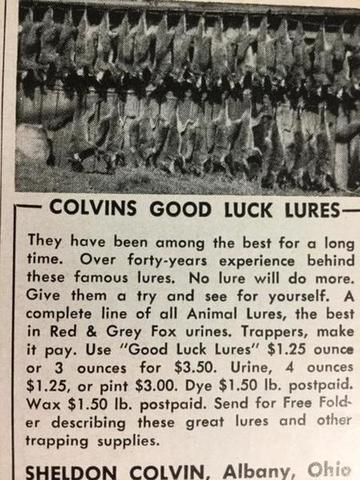 COLVINS GOOD LUCK LURES
They have been among the best for a long
time. Over forty-years experience behind
these famous lures. No lure will do more.
Give them a try and see for yourself. A
complete line of all Animal Lures, the best
in Red & Grey Fox urines. Trappers, make
it pay. Use "Good Luck Lures" $1.25 ounce
or 3 ounces for $3.50. Urine, 4 ounces
$1.25, or pint $3.00. Dye $1.50 lb. postpaid.
Wax $1.50 lb. postpaid. Send for Free Fold-
er describing these great lures and other
trapping supplies.
SHELDON COLVIN, Albany, Ohio